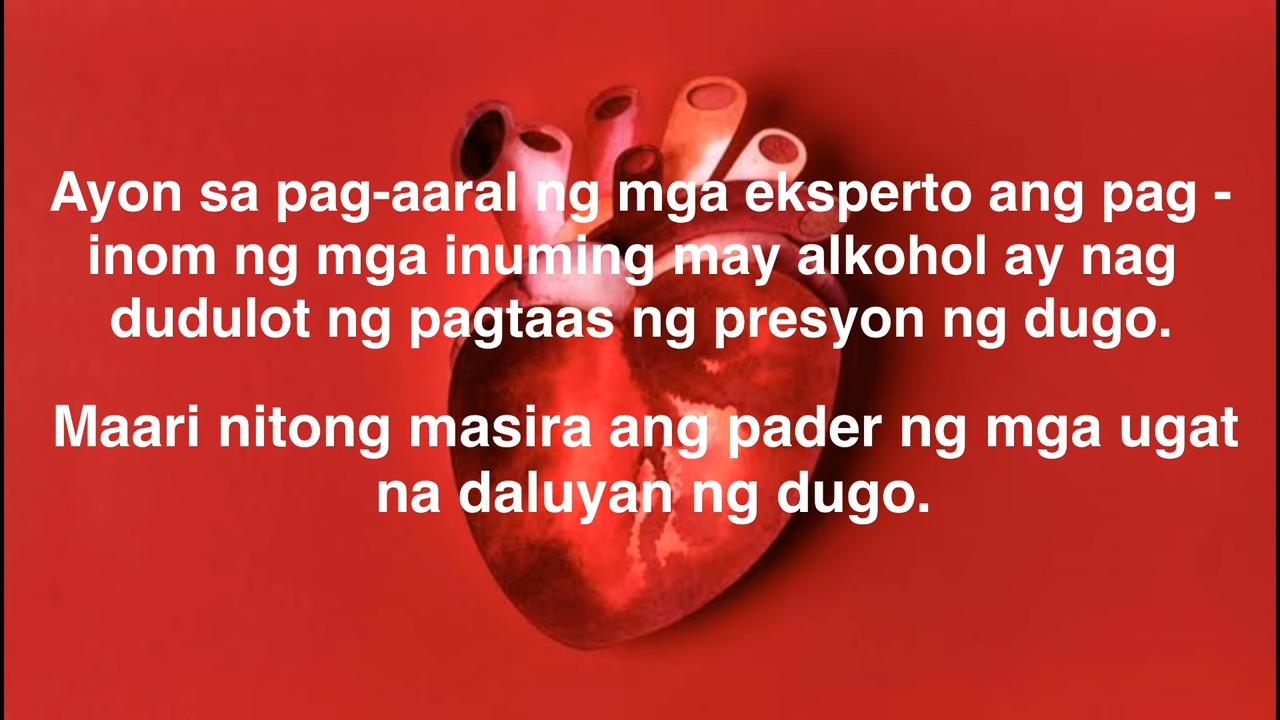 Ayon sa pag-aaral ng mga eksperto ang pag -
inom ng mga inuming may alkohol ay nag
dudulot ng pagtaas ng presyon ng dugo.
Maari nitong masira ang pader ng mga ugat
na daluyan ng dugo.